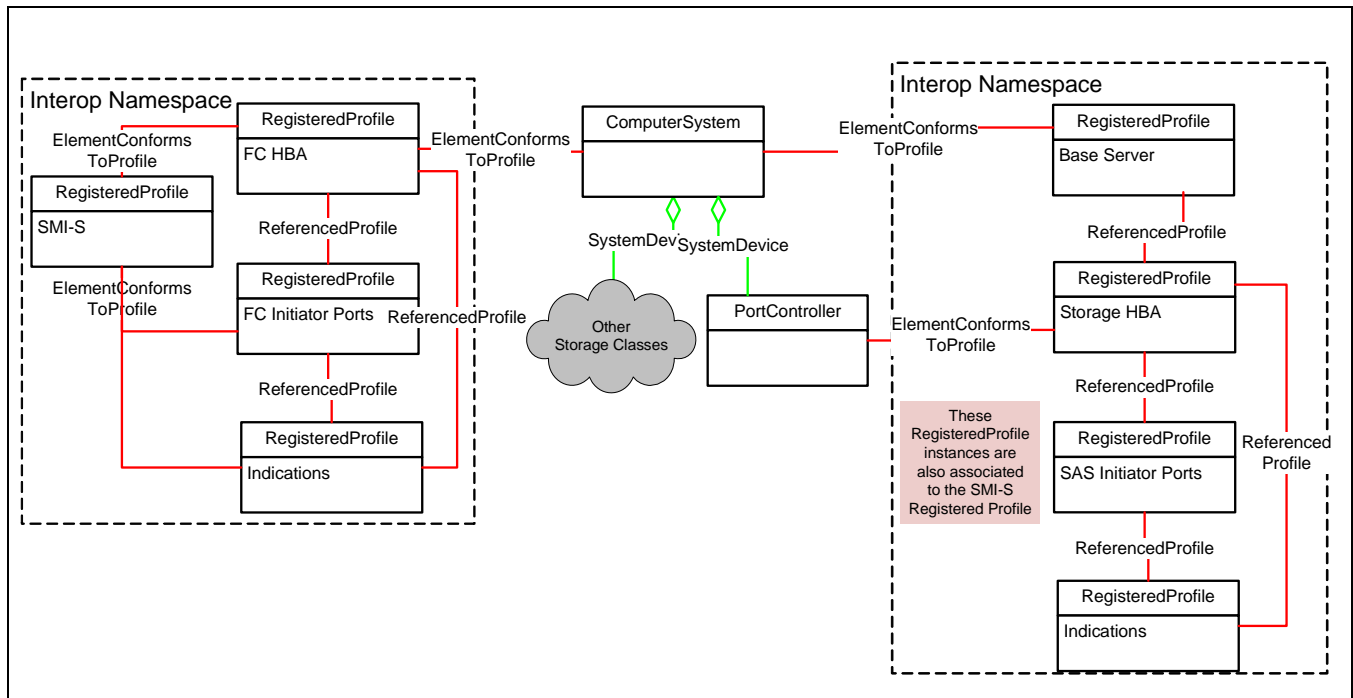 Interop Namespace
ElementConforms
ToProfile
RegisteredProfile
FC HBA
RegisteredProfile
SMI-S
ElementConforms
ToProfile
ReferencedProfile
RegisteredProfile
FC Initiator Ports
ReferencedProfile
ReferencedProfile
RegisteredProfile
Indications
ElementConforms
ToProfile
ComputerSystem
SystemDevi
SystemDevice
Other
Storage Classes
PortController
ElementConforms
ToProfile
ElementConforms
ToProfile
Interop Namespace
RegisteredProfile
Base Server
ReferencedProfile
RegisteredProfile
Storage HBA
ReferencedProfile
These
RegisteredProfile
instances are
also associated
to the SMI-S
Registered Profile
RegisteredProfile
SAS Initiator Ports
Referenced
Profile
ReferencedProfile
RegisteredProfile
Indications